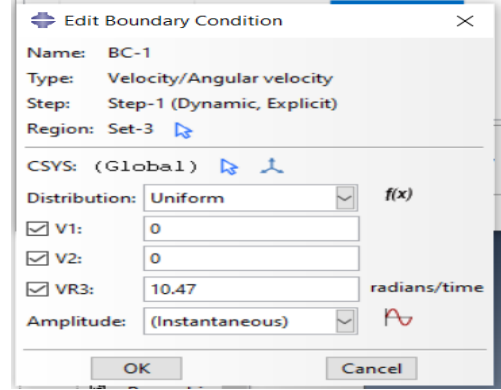 Edit Boundary Condition
Name: BC-1
Type: Velocity/Angular velocity
Step: Step-1 (Dynamic, Explicit)
Region: Set-3
CSYS: (Global)
Distribution: Uniform f(x)
V1: 0
V2: 0
VR3: 10.47 radians/time
Amplitude: (Instantaneous)
OK Cancel